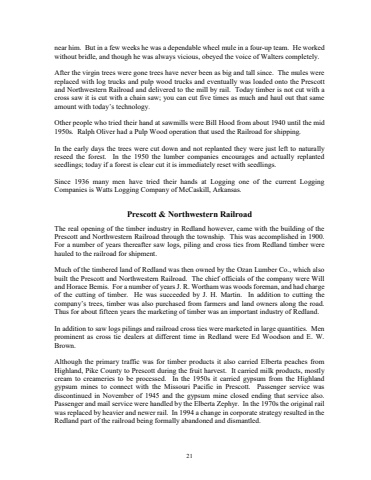 near him. But in a few weeks he was a dependable wheel mule in a four-up team. He worked
without bridle, and though he was always vicious, obeyed the voice of Walters completely.
After the virgin trees were gone trees have never been as big and tall since. The mules were
replaced with log trucks and pulp wood trucks and eventually was loaded onto the Prescott
and Northwestern Railroad and delivered to the mill by rail. Today timber is not cut with a
cross saw it is cut with a chain saw; you can cut five times as much and haul out that same
amount with today's technology.
Other people who tried their hand at sawmills were Bill Hood from about 1940 until the mid
1950s. Ralph Oliver had a Pulp Wood operation that used the Railroad for shipping.
In the early days the trees were cut down and not replanted they were just left to naturally
reseed the forest. In the 1950 the lumber companies encourages and actually replanted
seedlings; today if a forest is clear cut it is immediately reset with seedlings.
Since 1936 many men have tried their hands at Logging one of the current Logging
Companies is Watts Logging Company of McCaskill, Arkansas.
Prescott & Northwestern Railroad
The real opening of the timber industry in Redland however, came with the building of the
Prescott and Northwestern Railroad through the township. This was accomplished in 1900.
For a number of years thereafter saw logs, piling and cross ties from Redland timber were
hauled to the railroad for shipment.
Much of the timbered land of Redland was then owned by the Ozan Lumber Co., which also
built the Prescott and Northwestern Railroad. The chief officials of the company were Will
and Horace Bemis. For a number of years J. R. Wortham was woods foreman, and had charge
of the cutting of timber. He was succeeded by J. H. Martin. In addition to cutting the
company's trees, timber was also purchased from farmers and land owners along the road.
Thus for about fifteen years the marketing of timber was an important industry of Redland.
In addition to saw logs pilings and railroad cross ties were marketed in large quantities. Men
prominent as cross tie dealers at different time in Redland were Ed Woodson and E. W.
Brown.
Although the primary traffic was for timber products it also carried Elberta peaches from
Highland, Pike County to Prescott during the fruit harvest. It carried milk products, mostly
cream to creameries to be processed. In the 1950s it carried gypsum from the Highland
gypsum mines to connect with the Missouri Pacific in Prescott. Passenger service was
discontinued in November of 1945 and the gypsum mine closed ending that service also.
Passenger and mail service were handled by the Elberta Zephyr. In the 1970s the original rail
was replaced by heavier and newer rail. In 1994 a change in corporate strategy resulted in the
Redland part of the railroad being formally abandoned and dismantled.
21